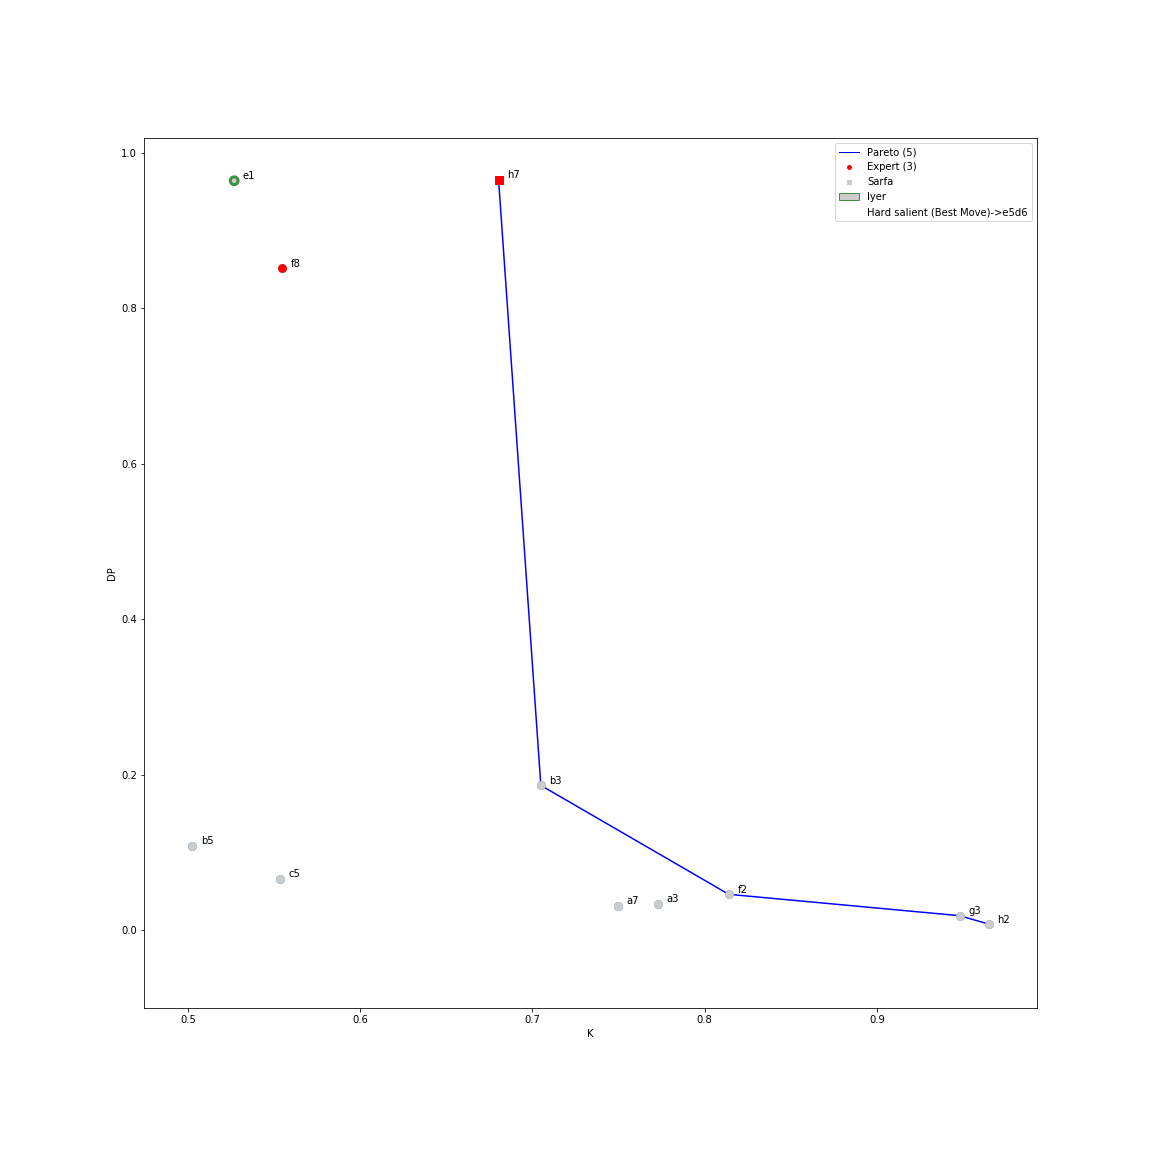 1.0
0.8
0.6
0.4
0.2
0.0
DP
0.5
0.6
0.7
0.8
0.9
K
Pareto (5)
Expert (3)
Sarfa
Iyer
Hard salient (Best Move)->e5d6
e1
h7
f8
b3
b5
c5
a7
a3
f2
g3
h2